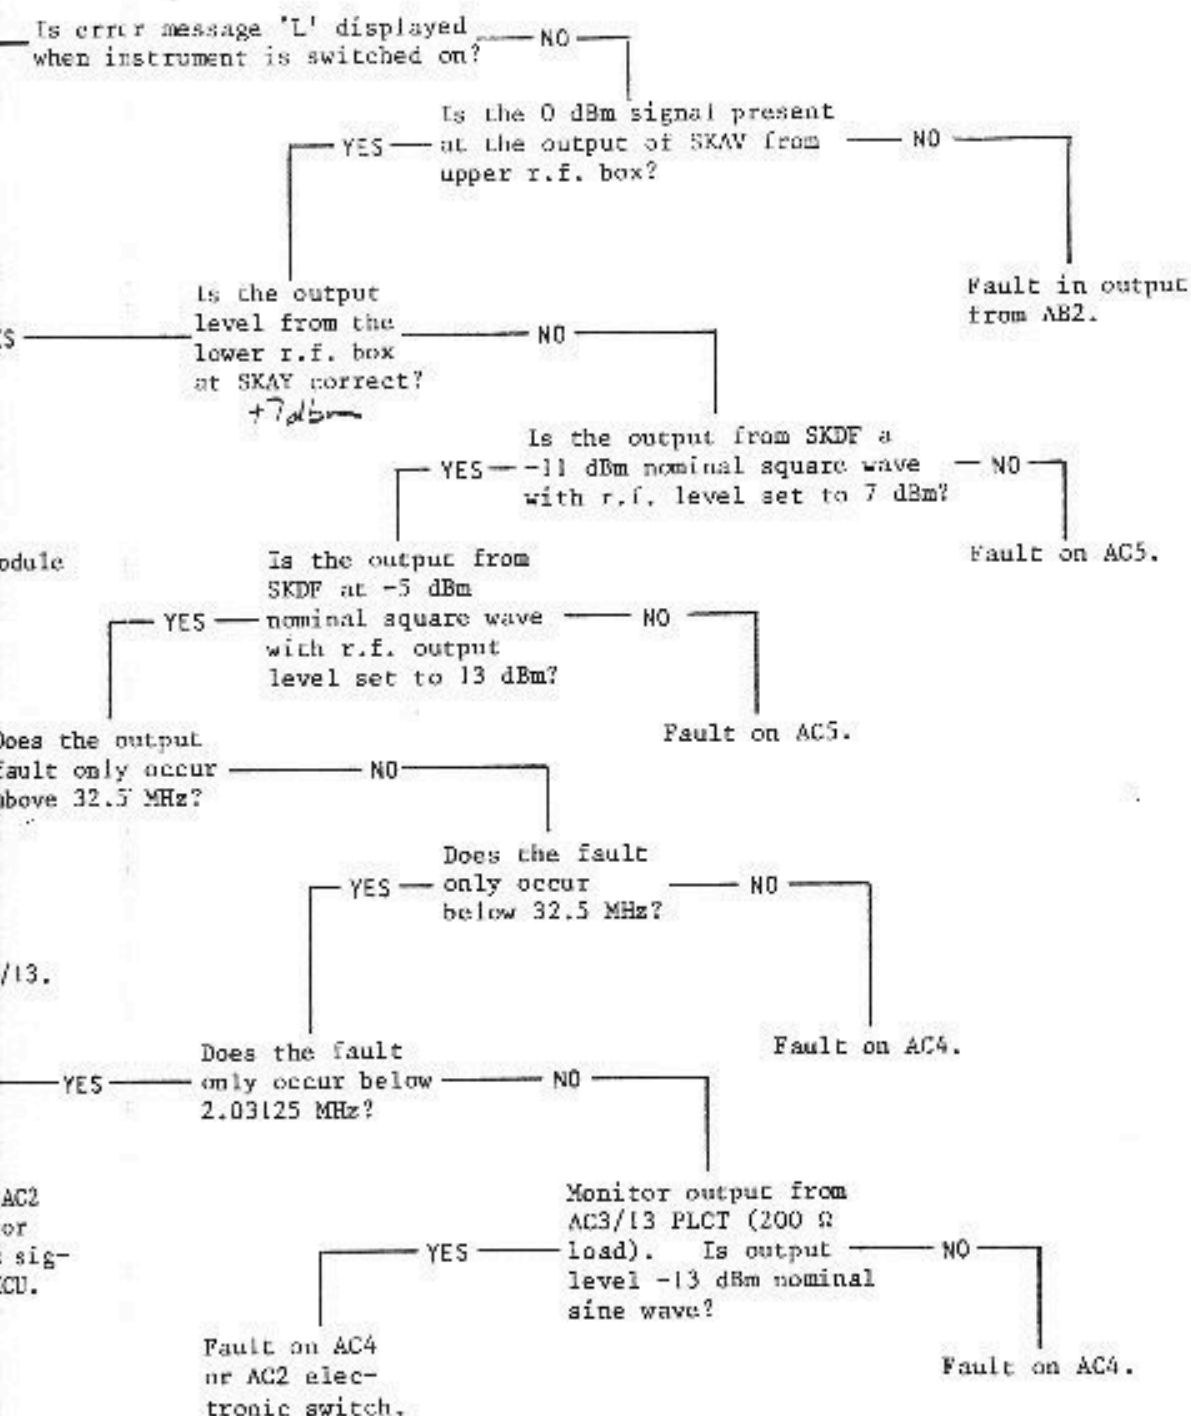 Is error message 'L' displayed
when instrument is switched on?
NO
Is the 0 dBm signal present
at the output of SKAV from
upper r.f. box?
YES
NO
Fault in output
from AB2.
Is the output
level from the
lower r.f. box
at SKAY correct?
+7dbm
ES
NO
Is the output from SKDF a
-11 dBm nominal square wave
with r.f. level set to 7 dBm?
YES
NO
Fault on AC5.
odule
Is the output from
SKDF at -5 dBm
nominal square wave
with r.f. output
level set to 13 dBm?
YES
NO
Fault on AC5.
Does the output
fault only occur
above 32.5 MHz?
NO
Does the fault
only occur
below 32.5 MHz?
YES
NO
/13.
Fault on AC4.
Does the fault
only occur below
2.03125 MHz?
YES
NO
AC2
or
sig-
CU.
Monitor output from
AC3/13 PLCT (200 Ω
load). Is output
level -13 dBm nominal
sine wave?
YES
NO
Fault on AC4
or AC2 elec-
tronic switch.
Fault on AC4.